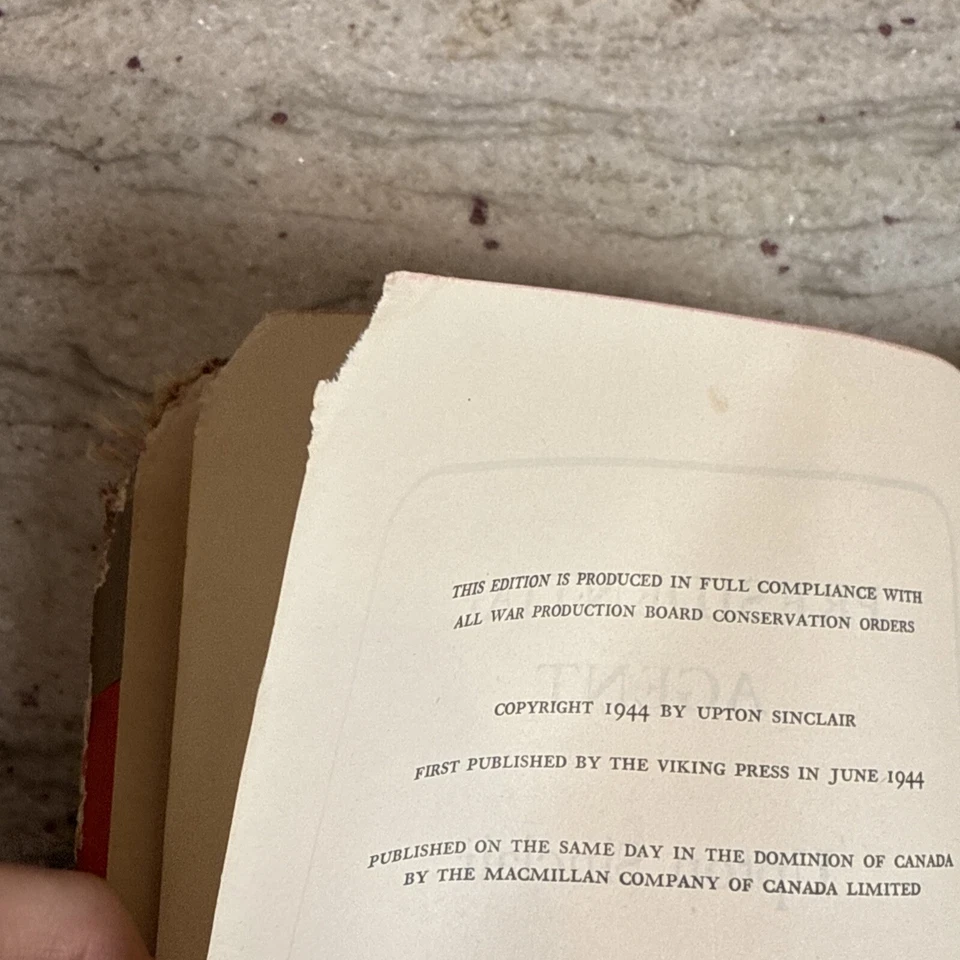 THIS EDITION IS PRODUCED IN FULL COMPLIANCE WITH
ALL WAR PRODUCTION BOARD CONSERVATION ORDERS
AGENT
COPYRIGHT 1944 BY UPTON SINCLAIR
FIRST PUBLISHED BY THE VIKING PRESS IN JUNE 1944
PUBLISHED ON THE SAME DAY IN THE DOMINION OF CANADA
BY THE MACMILLAN COMPANY OF CANADA LIMITED